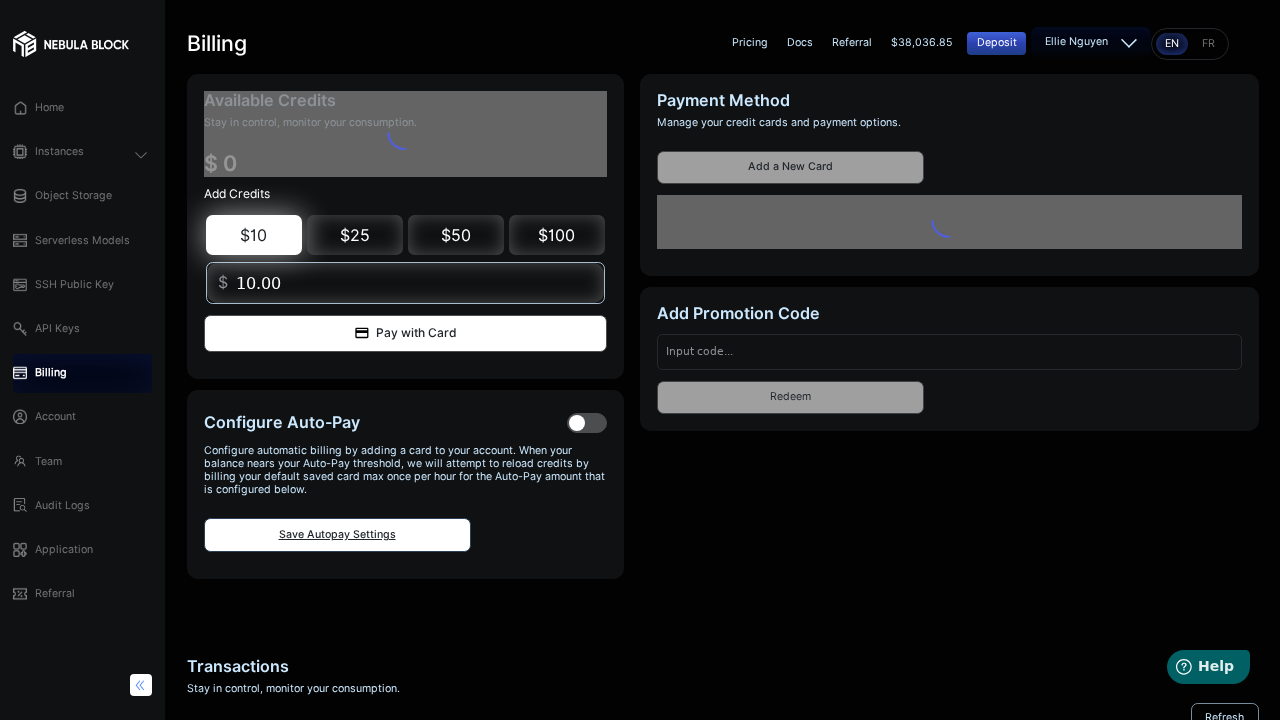 NEBULA BLOCK
Home
Instances
Object Storage
Serverless Models
SSH Public Key
API Keys
Billing
Account
Team
Audit Logs
Application
Referral
Billing
Pricing
Docs
Referral
$38,036.85
Deposit
Ellie Nguyen
EN
FR
Available Credits
Stay in control, monitor your consumption.
$ 0
Add Credits
$10
$25
$50
$100
$ 10.00
Pay with Card
Configure Auto-Pay
Configure automatic billing by adding a card to your account. When your
balance nears your Auto-Pay threshold, we will attempt to reload credits by
billing your default saved card max once per hour for the Auto-Pay amount that
is configured below.
Save Autopay Settings
Payment Method
Manage your credit cards and payment options.
Add a New Card
Add Promotion Code
Input code...
Redeem
Transactions
Stay in control, monitor your consumption.
Help
Refresh